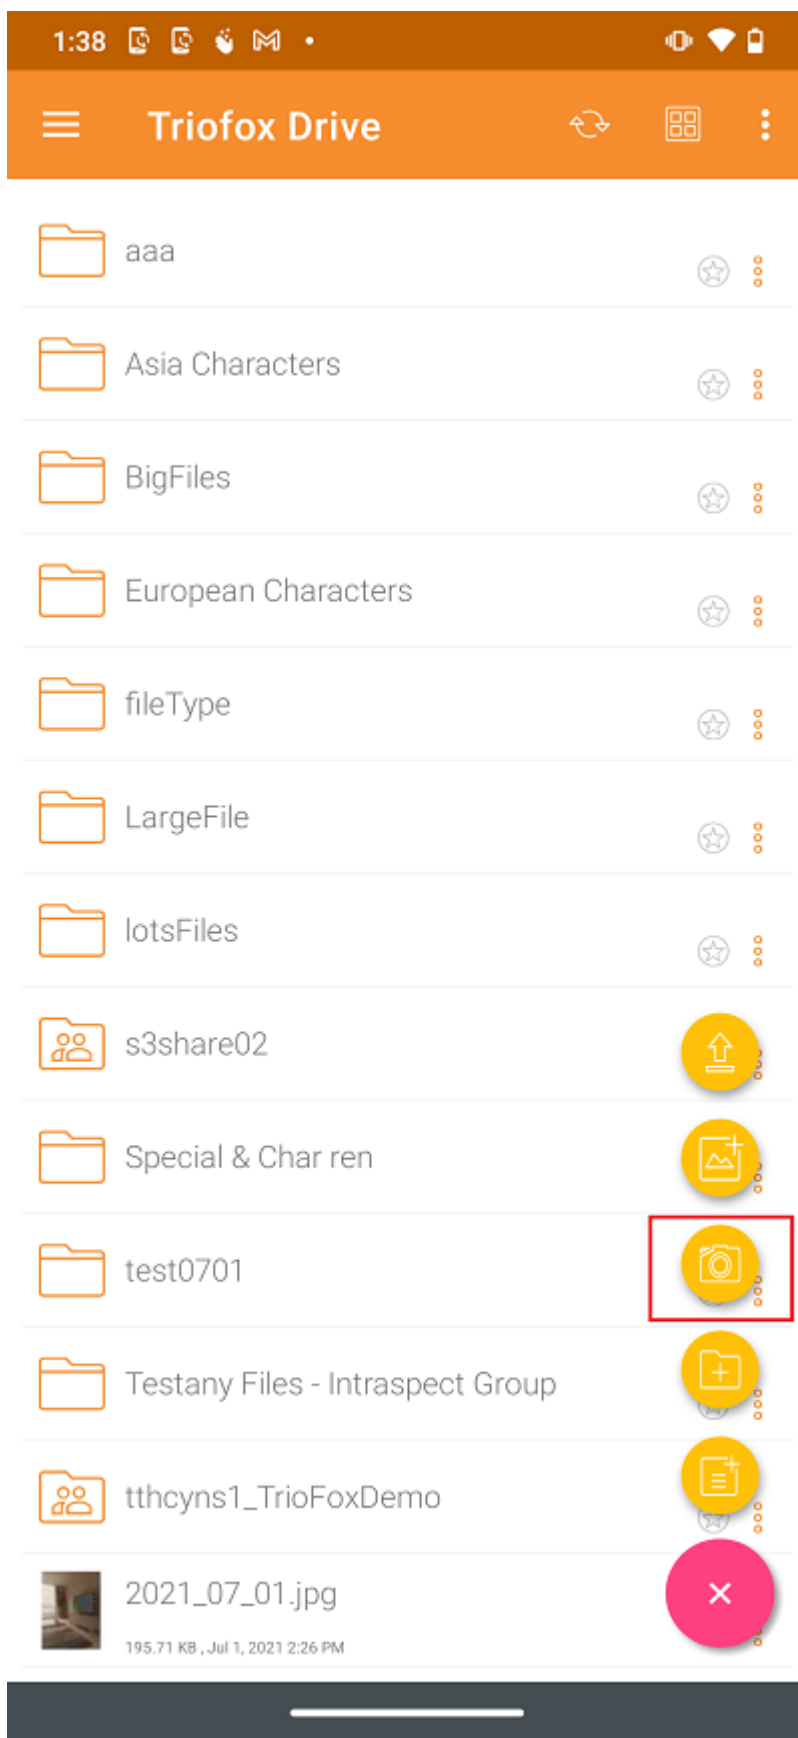 1:38
Triofox Drive
aaa
Asia Characters
BigFiles
European Characters
fileType
LargeFile
lotsFiles
s3share02
Special & Char ren
test0701
Testany Files - Intraspect Group
tthcyns1_TrioFoxDemo
2021_07_01.jpg
195.71 KB , Jul 1, 2021 2:26 PM